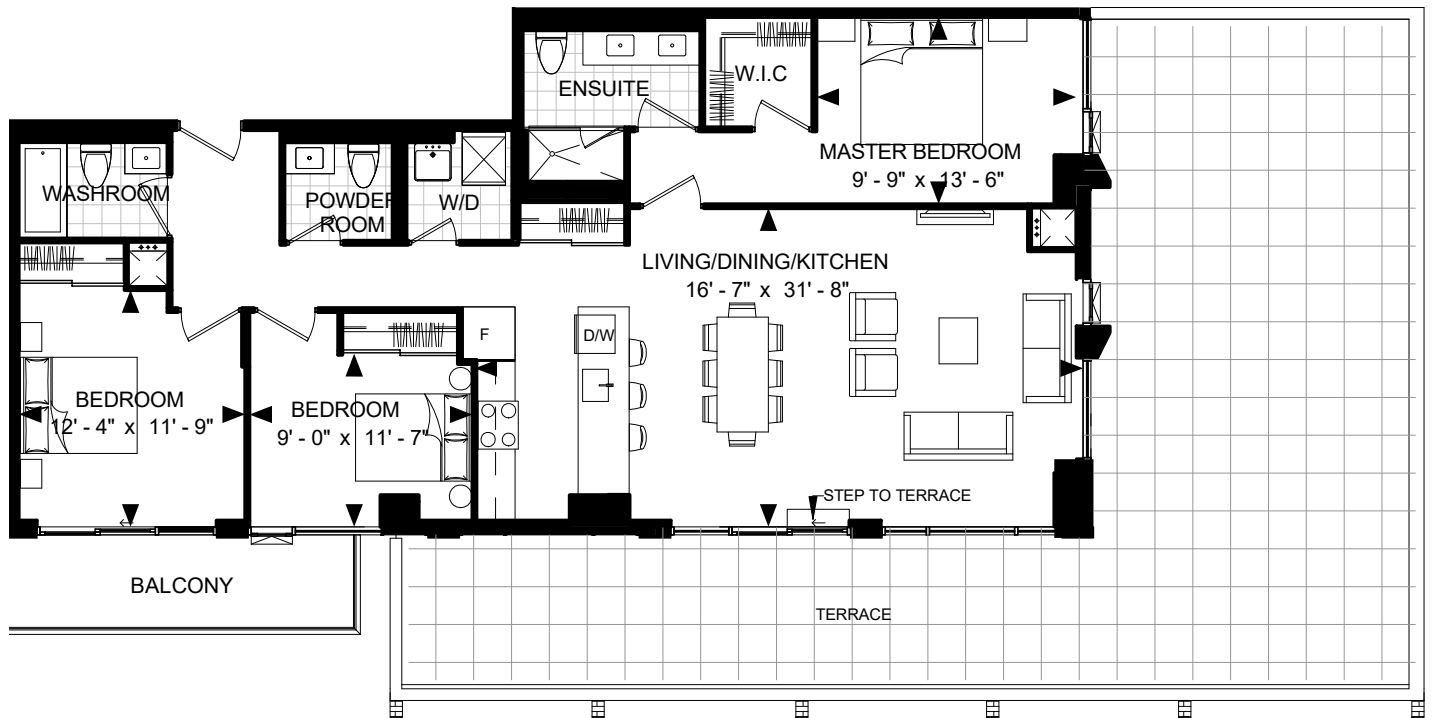 ENSUITE
W.I.C
MASTER BEDROOM
9' - 9" x 13' - 6"
WASHROOM
POWDER
ROOM
W/D
LIVING/DINING/KITCHEN
16' - 7" x 31' - 8"
F
D/W
BEDROOM
12' - 4" x 11' - 9"
BEDROOM
9' - 0" x 11' - 7"
STEP TO TERRACE
BALCONY
TERRACE